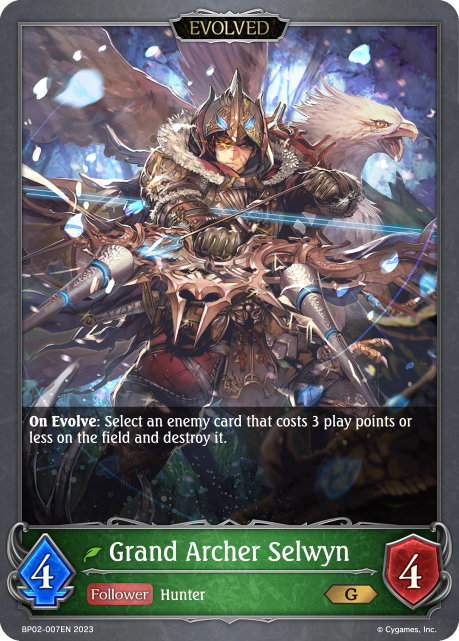 EVOLVED
On Evolve: Select an enemy card that costs 3 play points or
less on the field and destroy it.
Grand Archer Selwyn
4
Follower Hunter
G
4
BP02-007EN 2023
© Cygames, Inc.